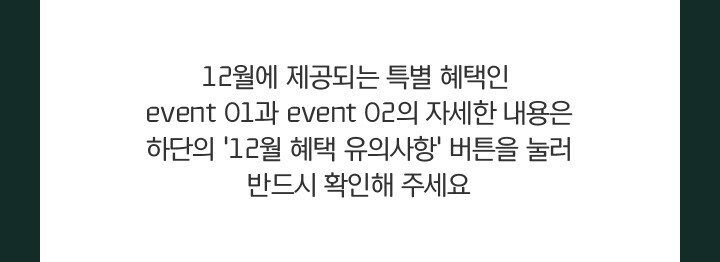 12월에 제공되는 특별 혜택인
event 01과 event 02의 자세한 내용은
하단의 '12월 혜택 유의사항' 버튼을 눌러
반드시 확인해 주세요